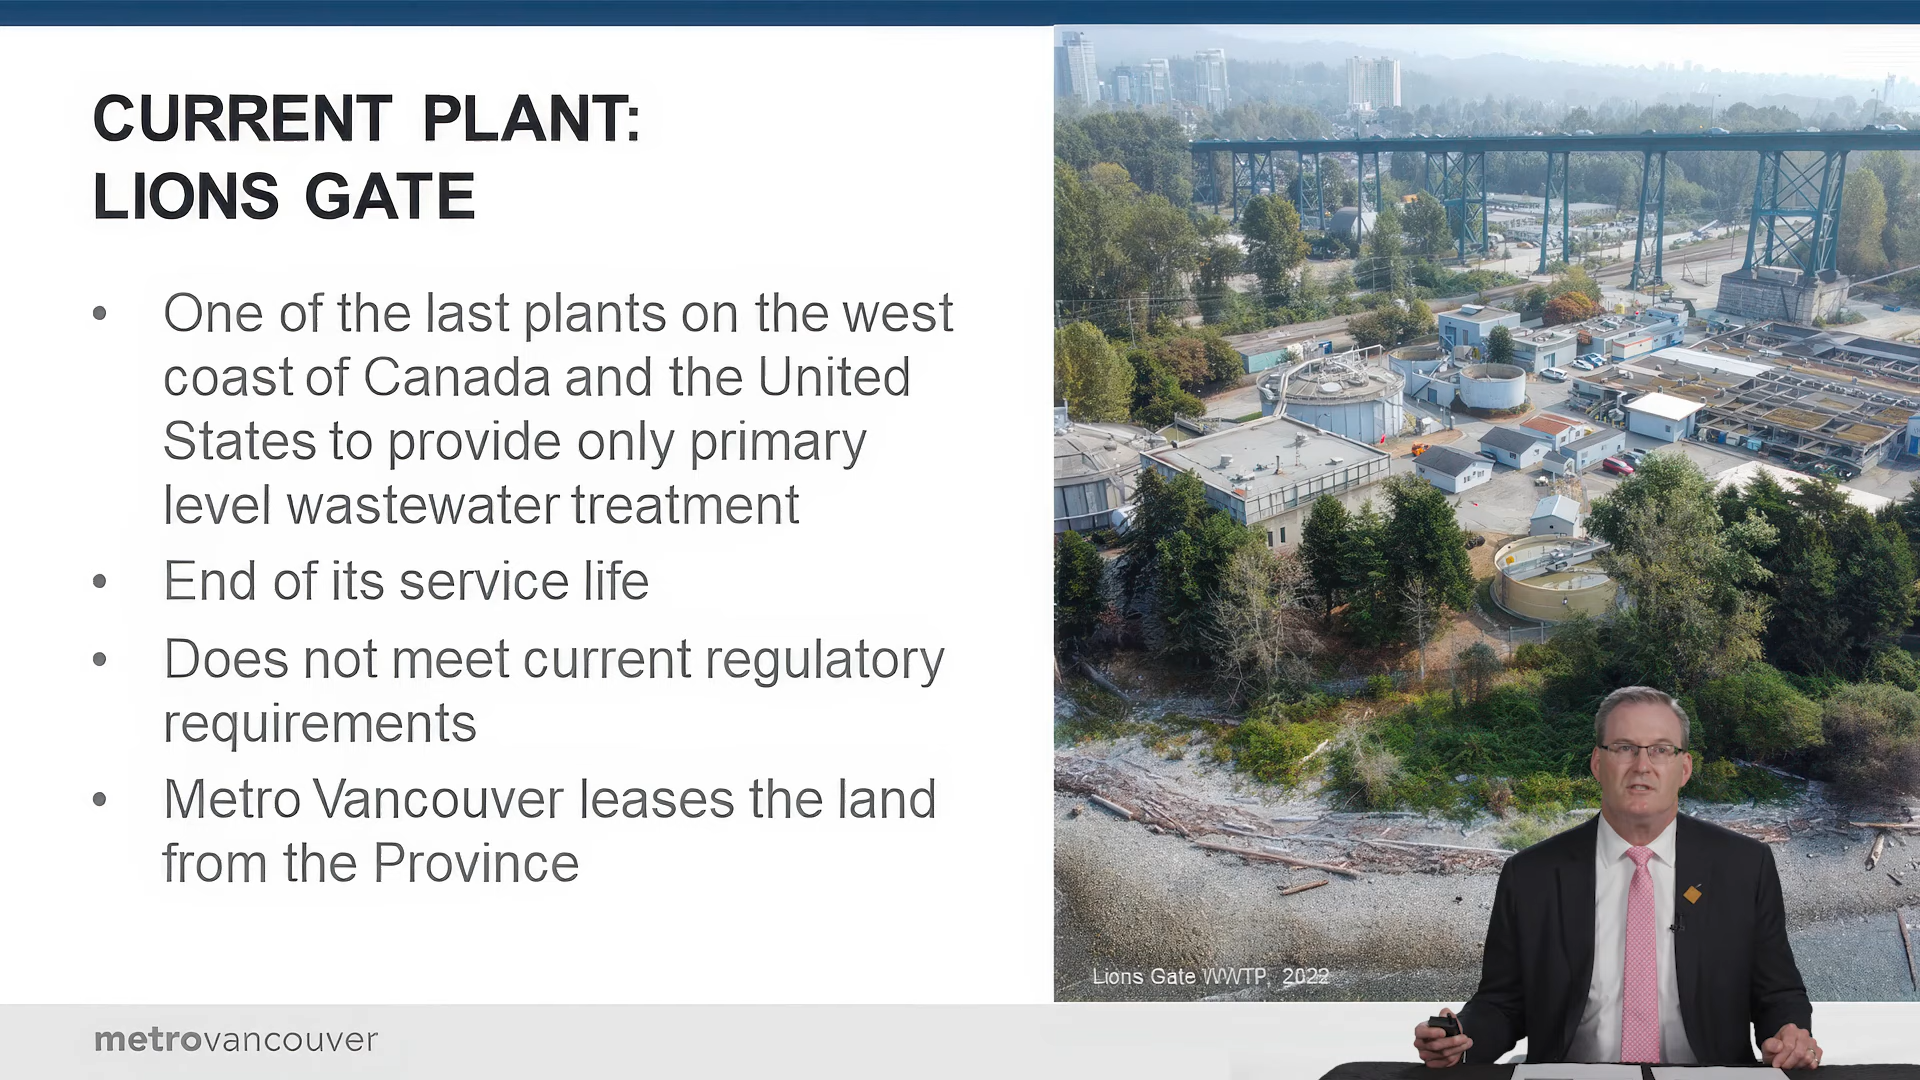 CURRENT PLANT:
LIONS GATE
• One of the last plants on the west
coast of Canada and the United
States to provide only primary
level wastewater treatment
• End of its service life
• Does not meet current regulatory
requirements
• Metro Vancouver leases the land
from the Province
Lions Gate WWTP, 2022
metrovancouver